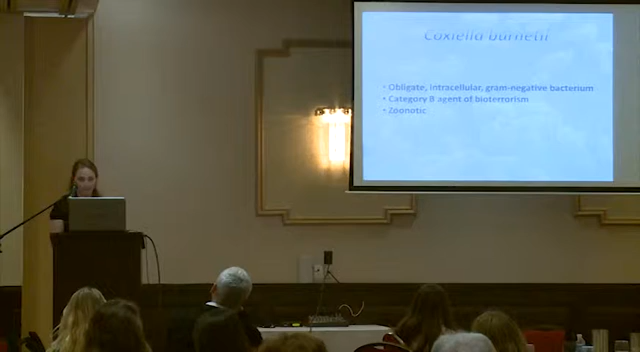 Coxiella burnetii
• Obligate, intracellular, gram-negative bacterium
• Category B agent of bioterrorism
• Zoonotic